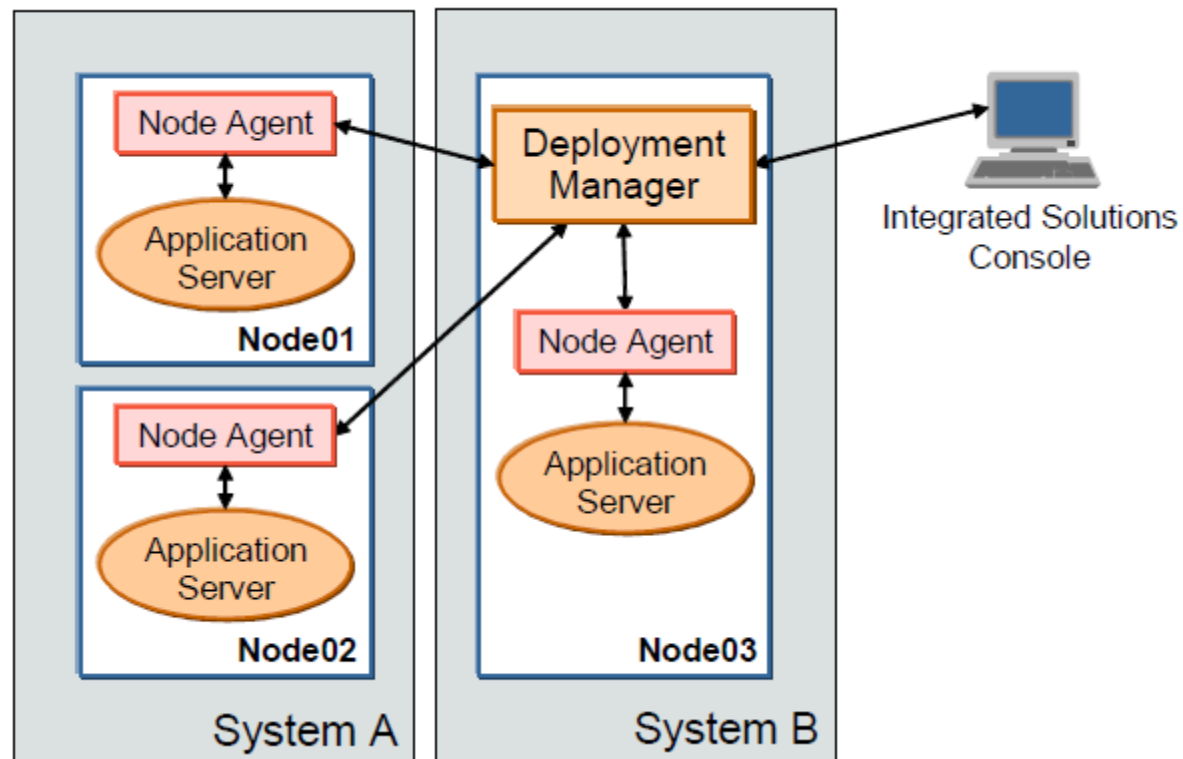 Node Agent
Application
Server
Node01
Node Agent
Application
Server
Node02
System A
Deployment
Manager
Node Agent
Application
Server
Node03
System B
Integrated Solutions
Console